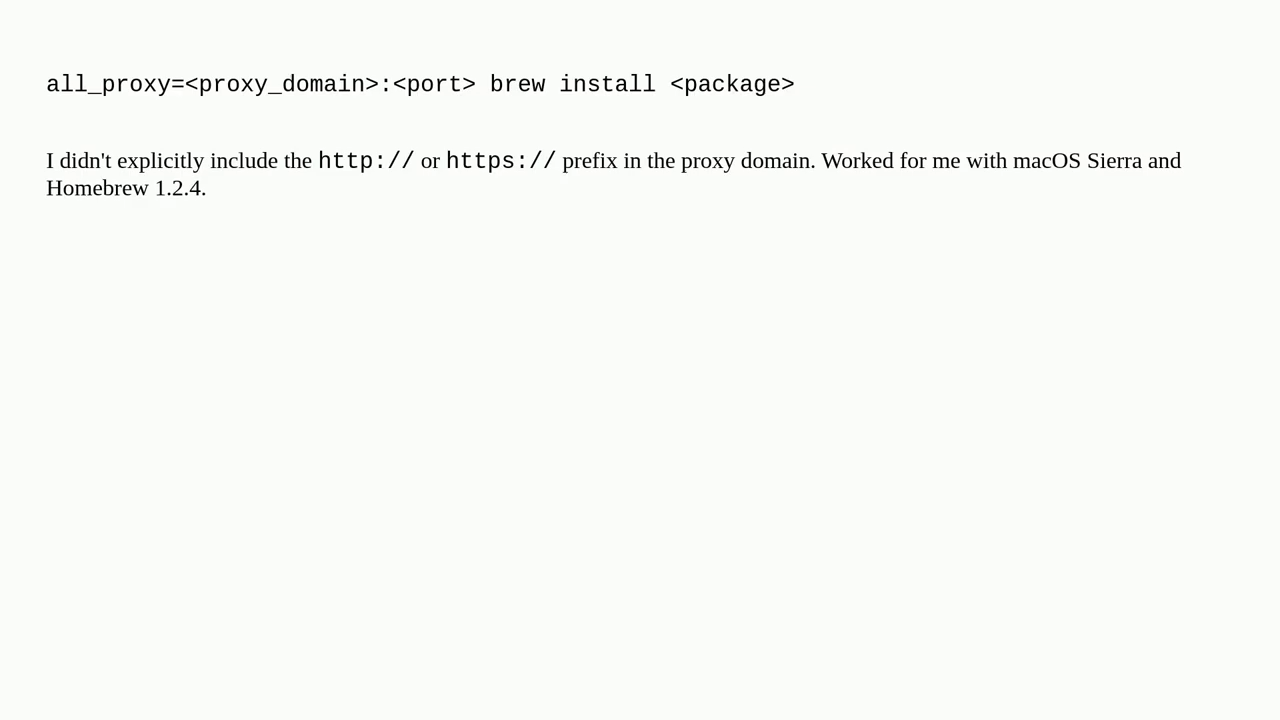 all_proxy=<proxy_domain>:<port> brew install <package>
I didn't explicitly include the http:// or https:// prefix in the proxy domain. Worked for me with macOS Sierra and
Homebrew 1.2.4.